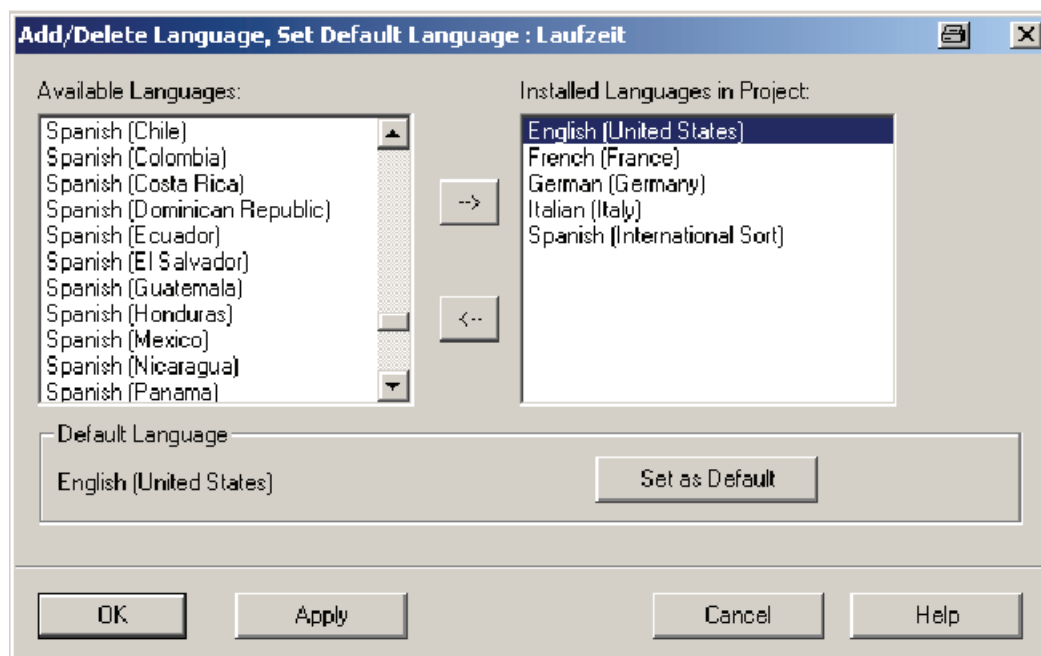 Add/Delete Language, Set Default Language : Laufzeit
Available Languages:
Spanish (Chile)
Spanish (Colombia)
Spanish (Costa Rica)
Spanish (Dominican Republic)
Spanish (Ecuador)
Spanish (El Salvador)
Spanish (Guatemala)
Spanish (Honduras)
Spanish (Mexico)
Spanish (Nicaragua)
Spanish (Panama)
-->
<--
Installed Languages in Project:
English (United States)
French (France)
German (Germany)
Italian (Italy)
Spanish (International Sort)
Default Language
English (United States)
Set as Default
OK
Apply
Cancel
Help